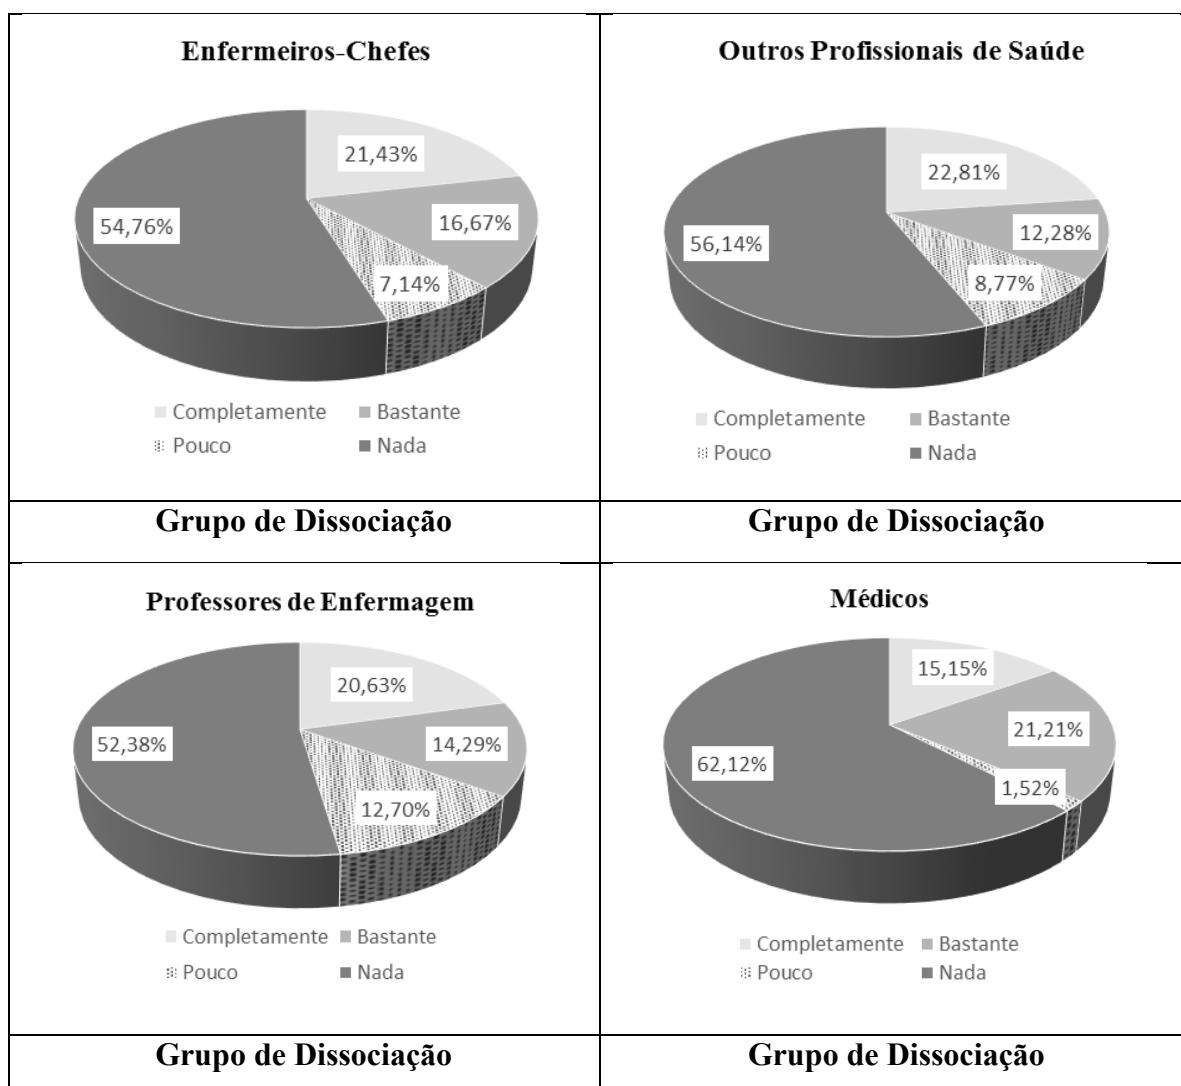 Enfermeiros-Chefes
21,43%
16,67%
7,14%
54,76%
Completamente Bastante
Pouco Nada
Grupo de Dissociação
Outros Profissionais de Saúde
22,81%
12,28%
8,77%
56,14%
Completamente Bastante
Pouco Nada
Grupo de Dissociação
Professores de Enfermagem
20,63%
14,29%
12,70%
52,38%
Completamente Bastante
Pouco Nada
Grupo de Dissociação
Médicos
15,15%
21,21%
1,52%
62,12%
Completamente Bastante
Pouco Nada
Grupo de Dissociação